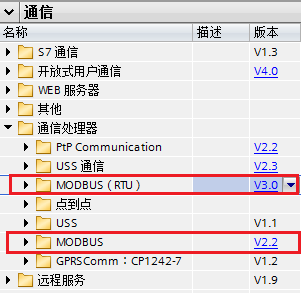 通信
名称 描述 版本
S7 通信 V1.3
开放式用户通信 V4.0
WEB 服务器
其他
通信处理器
PtP Communication V2.2
USS 通信 V2.3
MODBUS（RTU） V3.0
点到点
USS V1.1
MODBUS V2.2
GPRSComm：CP1242-7 V1.2
远程服务 V1.9